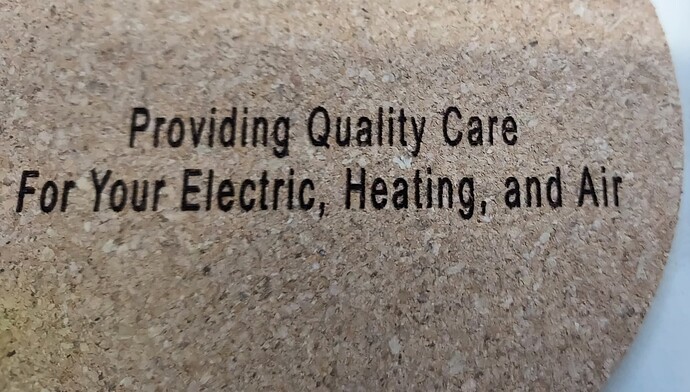 Providing Quality Care
For Your Electric, Heating, and Air